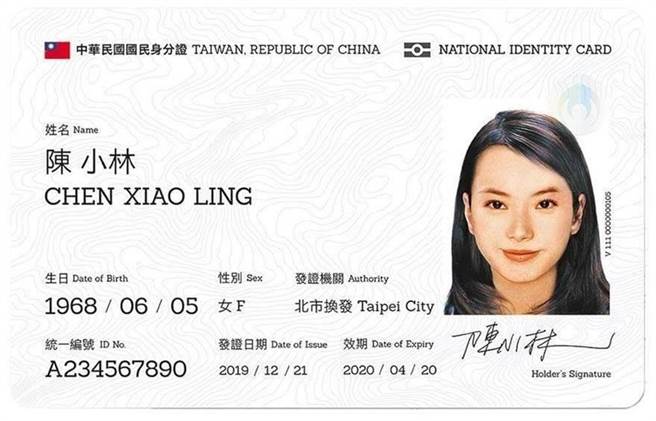 中華民國國民身分證 TAIWAN, REPUBLIC OF CHINA NATIONAL IDENTITY CARD
姓名 Name
陳 小林
CHEN XIAO LING
生日 Date of Birth 性別 Sex 發證機關 Authority
1968 / 06 / 05 女 F 北市換發 Taipei City
統一編號 ID No. 發證日期 Date of Issue 效期 Date of Expiry
A234567890 2019 / 12 / 21 2020 / 04 / 20
V 111 0000000105
陳小林
Holder's Signature